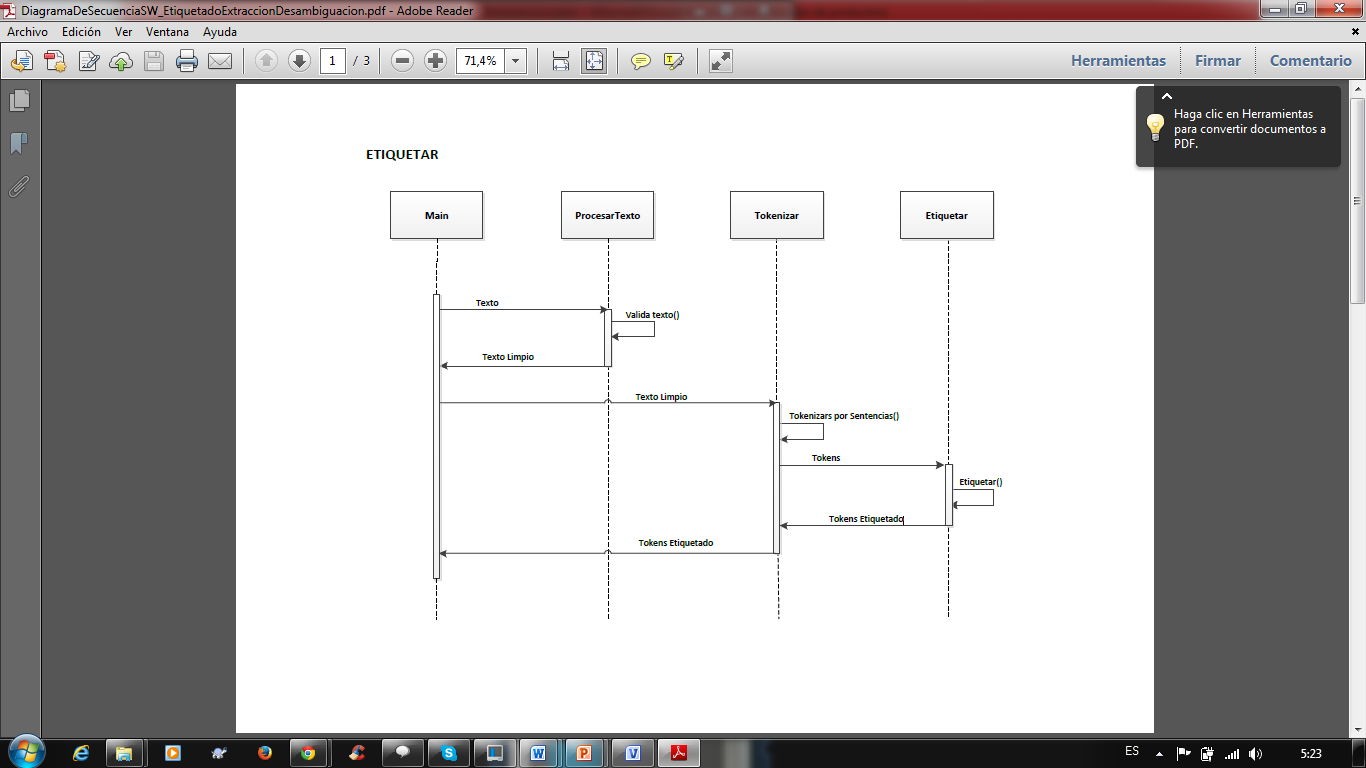 DiagramaDeSecuenciaSW_EtiquetadoExtraccionDesambiguacion.pdf - Adobe Reader
Archivo Edición Ver Ventana Ayuda
1 / 3 71,4% Herramientas Firmar Comentario
Haga clic en Herramientas
para convertir documentos a
PDF.
ETIQUETAR
Main ProcesarTexto Tokenizar Etiquetar
Texto
Valida texto()
Texto Limpio
Texto Limpio
Tokenizars por Sentencias()
Tokens
Etiquetar()
Tokens Etiquetado
Tokens Etiquetado
ES 5:23